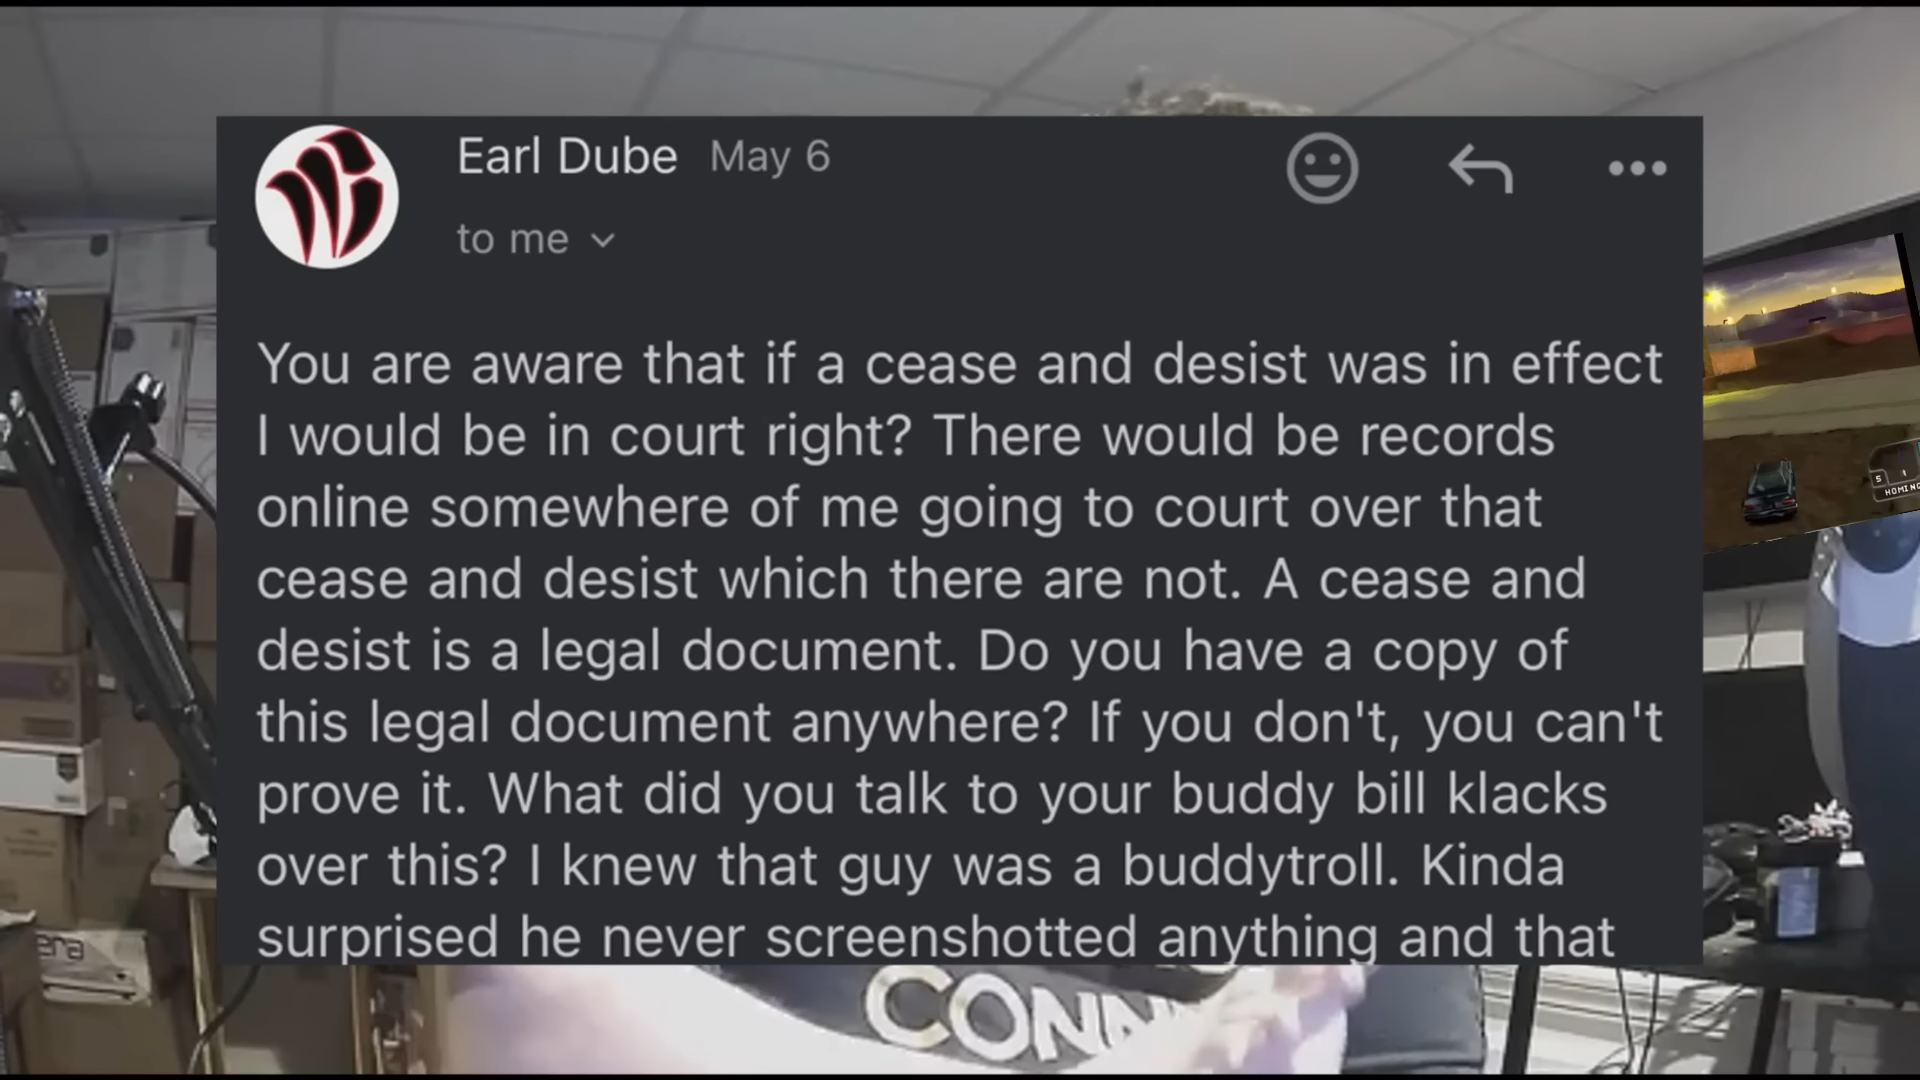 Earl Dube May 6
to me
You are aware that if a cease and desist was in effect
I would be in court right? There would be records
online somewhere of me going to court over that
cease and desist which there are not. A cease and
desist is a legal document. Do you have a copy of
this legal document anywhere? If you don't, you can't
prove it. What did you talk to your buddy bill klacks
over this? I knew that guy was a buddytroll. Kinda
surprised he never screenshotted anything and that
CONN